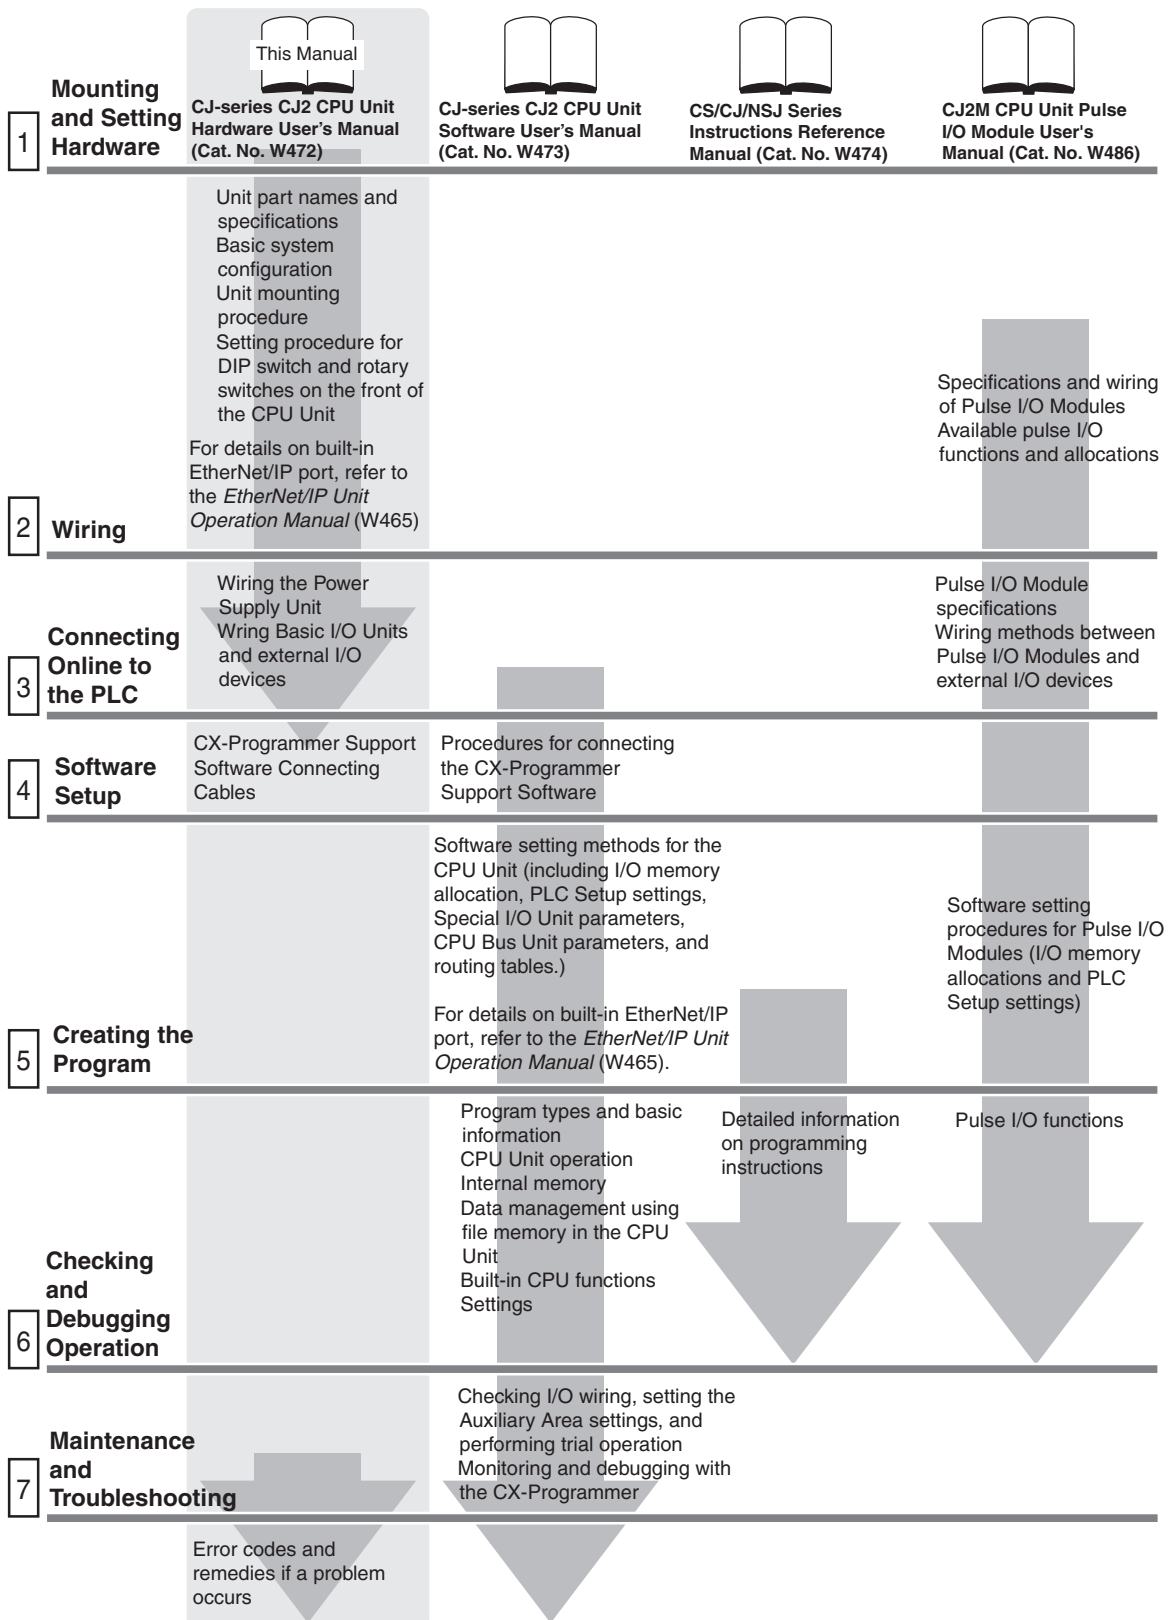 This Manual
CJ-series CJ2 CPU Unit
Hardware User's Manual
(Cat. No. W472)
CJ-series CJ2 CPU Unit
Software User's Manual
(Cat. No. W473)
CS/CJ/NSJ Series
Instructions Reference
Manual (Cat. No. W474)
CJ2M CPU Unit Pulse
I/O Module User's
Manual (Cat. No. W486)
1
Mounting
and Setting
Hardware
Unit part names and
specifications
Basic system
configuration
Unit mounting
procedure
Setting procedure for
DIP switch and rotary
switches on the front of
the CPU Unit
For details on built-in
EtherNet/IP port, refer to
the EtherNet/IP Unit
Operation Manual (W465)
Specifications and wiring
of Pulse I/O Modules
Available pulse I/O
functions and allocations
2
Wiring
Wiring the Power
Supply Unit
Wring Basic I/O Units
and external I/O
devices
Pulse I/O Module
specifications
Wiring methods between
Pulse I/O Modules and
external I/O devices
3
Connecting
Online to
the PLC
CX-Programmer Support
Software Connecting
Cables
Procedures for connecting
the CX-Programmer
Support Software
4
Software
Setup
Software setting methods for the
CPU Unit (including I/O memory
allocation, PLC Setup settings,
Special I/O Unit parameters,
CPU Bus Unit parameters, and
routing tables.)
For details on built-in EtherNet/IP
port, refer to the EtherNet/IP Unit
Operation Manual (W465).
Software setting
procedures for Pulse I/O
Modules (I/O memory
allocations and PLC
Setup settings)
5
Creating the
Program
Program types and basic
information
CPU Unit operation
Internal memory
Data management using
file memory in the CPU
Unit
Built-in CPU functions
Settings
Detailed information
on programming
instructions
Pulse I/O functions
6
Checking
and
Debugging
Operation
Checking I/O wiring, setting the
Auxiliary Area settings, and
performing trial operation
Monitoring and debugging with
the CX-Programmer
7
Maintenance
and
Troubleshooting
Error codes and
remedies if a problem
occurs